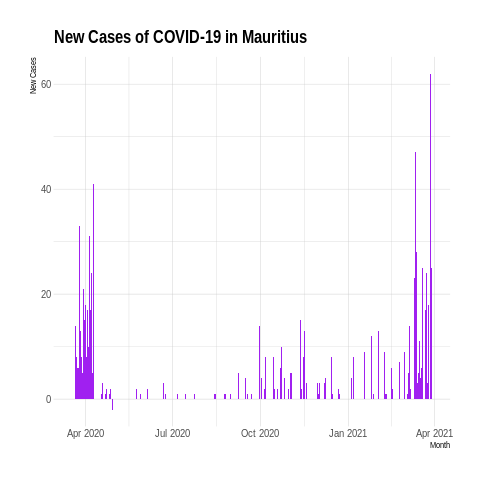 New Cases of COVID-19 in Mauritius
New Cases
60
40
20
0
Apr 2020
Jul 2020
Oct 2020
Jan 2021
Apr 2021
Month